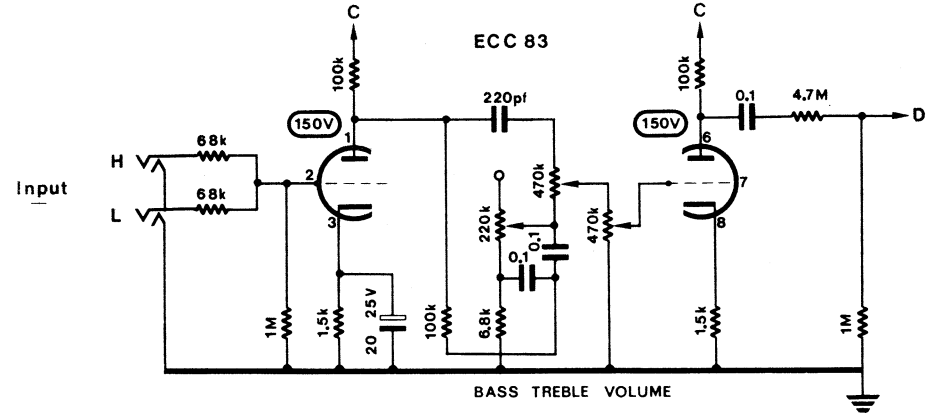 C
C
ECC 83
100k
100k
220pf
0.1
4.7M
150V
150V
D
1
6
68k
H
2
7
Input
68k
470k
L
3
220k
470k
8
0.1
0.1
25V
1M
1.5k
20
100k
6.8k
1.5k
1M
BASS TREBLE VOLUME